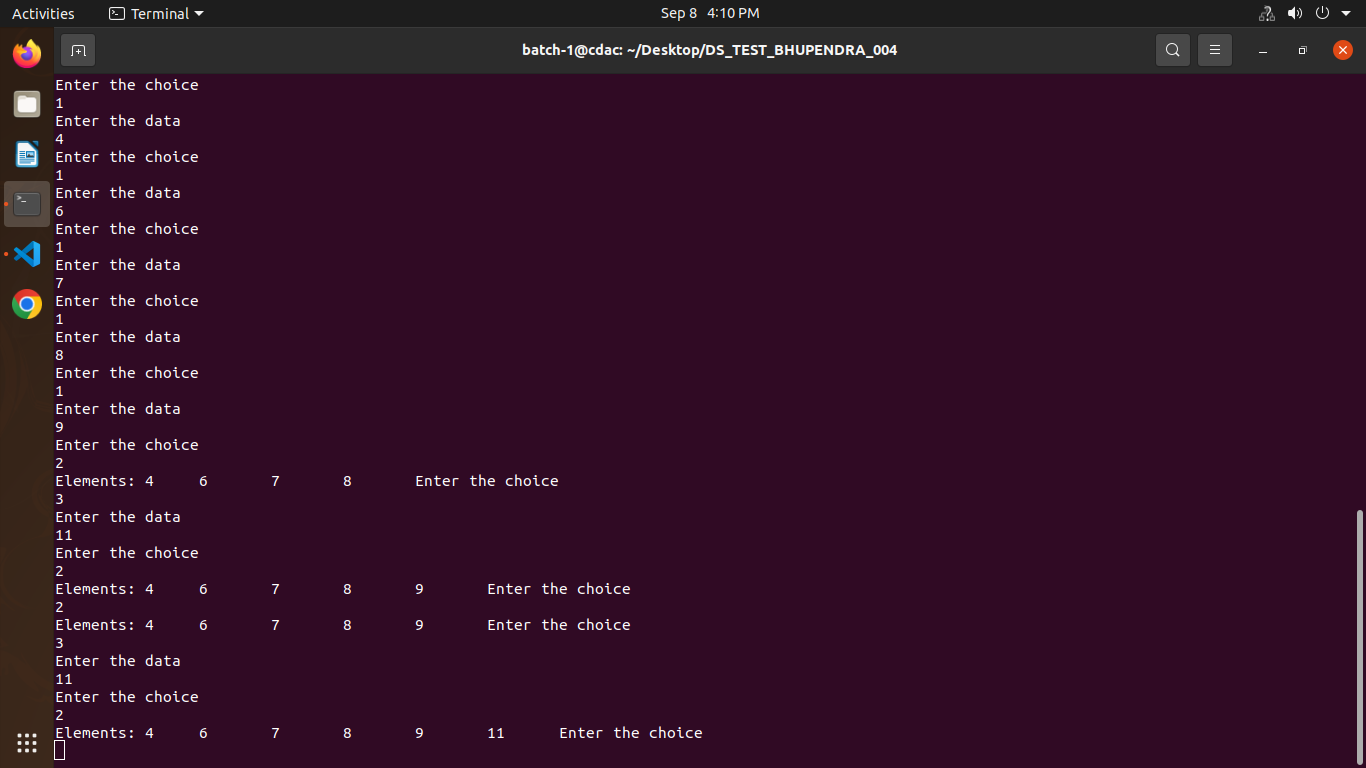 Activities Terminal Sep 8 4:10 PM
batch-1@cdac: ~/Desktop/DS_TEST_BHUPENDRA_004
Enter the choice
1
Enter the data
4
Enter the choice
1
Enter the data
6
Enter the choice
1
Enter the data
7
Enter the choice
1
Enter the data
8
Enter the choice
1
Enter the data
9
Enter the choice
2
Elements: 4 6 7 8 Enter the choice
3
Enter the data
11
Enter the choice
2
Elements: 4 6 7 8 9 Enter the choice
2
Elements: 4 6 7 8 9 Enter the choice
3
Enter the data
11
Enter the choice
2
Elements: 4 6 7 8 9 11 Enter the choice